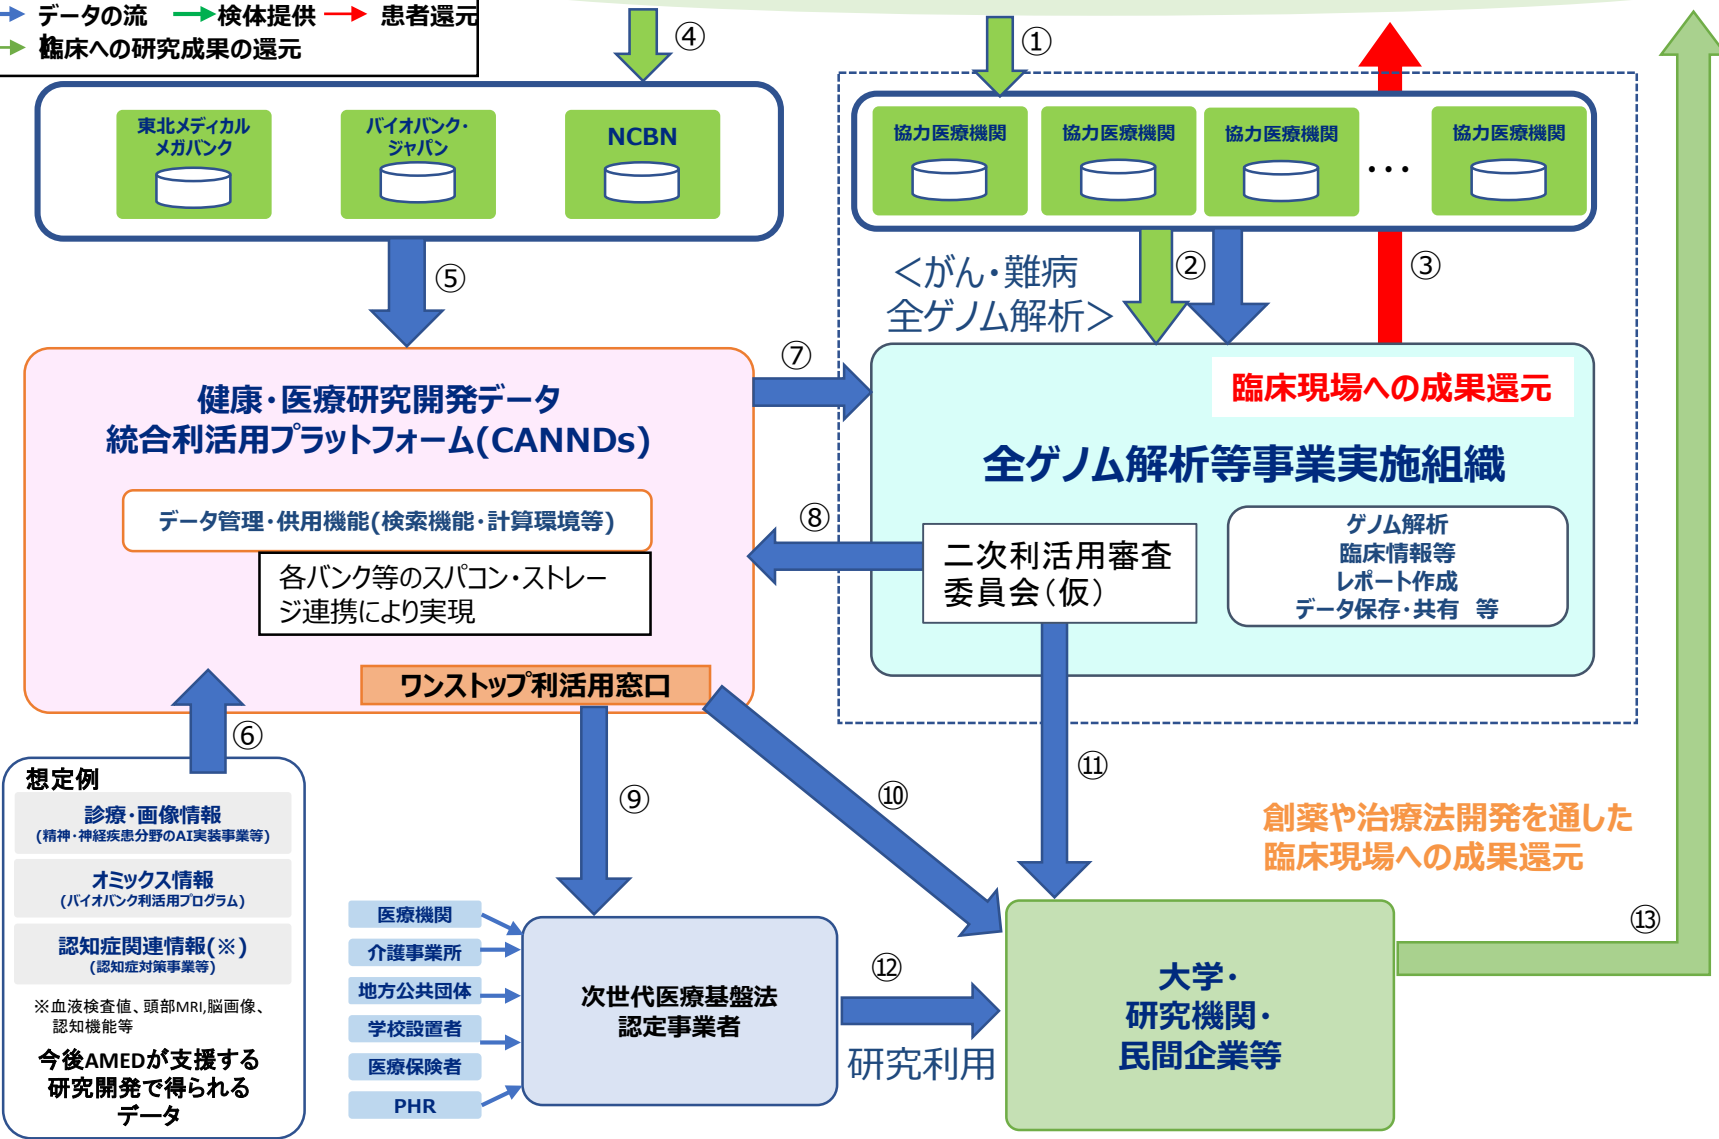 データの流れ
検体提供
患者還元
臨床への研究成果の還元
④
①
東北メディカル
メガバンク
バイオバンク・
ジャパン
NCBN
協力医療機関
協力医療機関
協力医療機関
…
協力医療機関
⑤
＜がん・難病
全ゲノム解析＞
②
③
⑦
健康・医療研究開発データ
統合利活用プラットフォーム(CANNDs)
データ管理・供用機能(検索機能・計算環境等)
各バンク等のスパコン・ストレー
ジ連携により実現
ワンストップ利活用窓口
⑧
臨床現場への成果還元
全ゲノム解析等事業実施組織
二次利活用審査
委員会（仮）
ゲノム解析
臨床情報等
レポート作成
データ保存・共有 等
⑥
想定例
診療・画像情報
(精神・神経疾患分野のAI実装事業等)
オミックス情報
(バイオバンク利活用プログラム)
認知症関連情報(※)
(認知症対策事業等)
※血液検査値、頭部MRI,脳画像、
認知機能等
今後AMEDが支援する
研究開発で得られる
データ
⑨
⑩
⑪
創薬や治療法開発を通した
臨床現場への成果還元
医療機関
介護事業所
地方公共団体
学校設置者
医療保険者
PHR
次世代医療基盤法
認定事業者
⑫
研究利用
大学・
研究機関・
民間企業等
⑬